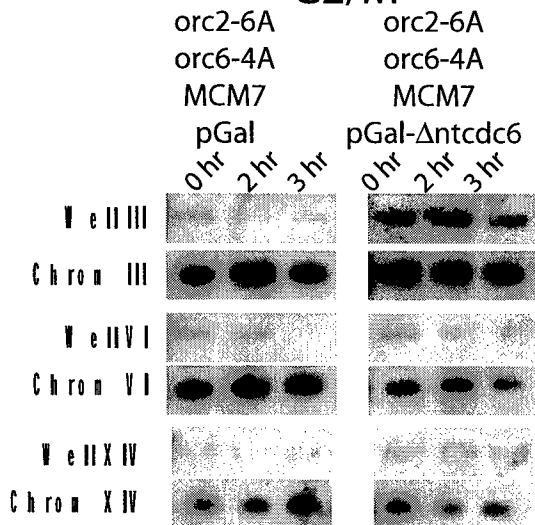 orc2-6A orc2-6A
orc6-4A orc6-4A
MCM7 MCM7
pGal pGal-Δntcdc6
0 hr 2 hr 3 hr 0 hr 2 hr 3 hr
Well III
Chrom III
Well VI
Chrom VI
Well XIV
Chrom XIV